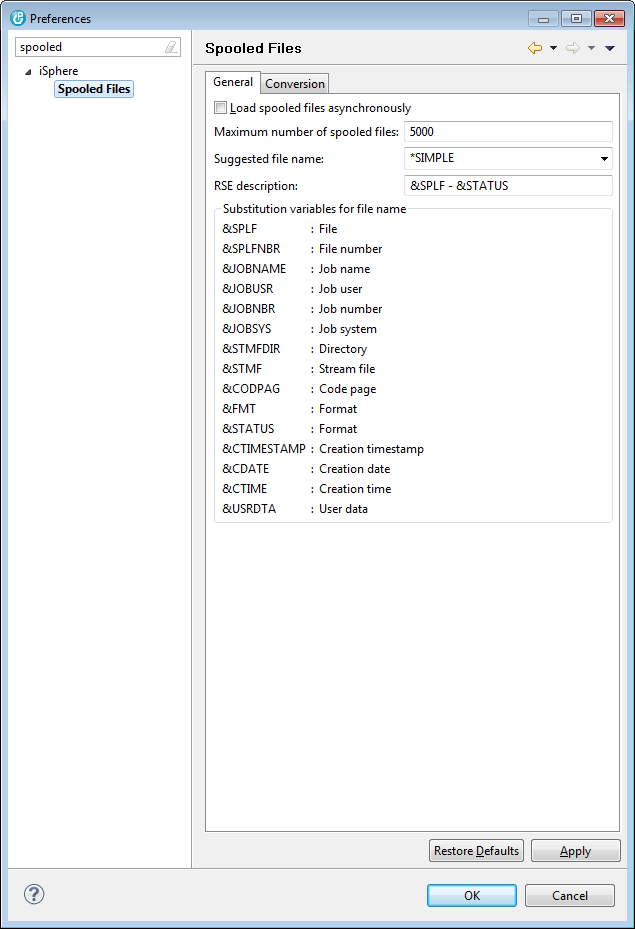 Preferences
spooled
iSphere
Spooled Files
Spooled Files
General
Conversion
Load spooled files asynchronously
Maximum number of spooled files: 5000
Suggested file name: *SIMPLE
RSE description: &SPLF - &STATUS
Substitution variables for file name
&SPLF : File
&SPLFNBR : File number
&JOBNAME : Job name
&JOBUSR : Job user
&JOBNBR : Job number
&JOBSYS : Job system
&STMFDIR : Directory
&STMF : Stream file
&CODPAG : Code page
&FMT : Format
&STATUS : Format
&CTIMESTAMP : Creation timestamp
&CDATE : Creation date
&CTIME : Creation time
&USRDTA : User data
Restore Defaults
Apply
?
OK
Cancel